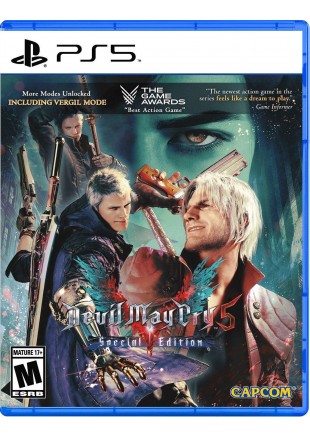 PS5
More Modes Unlocked
INCLUDING VERGIL MODE
THE
GAME
AWARDS
"Best Action Game"
"The newest action game in the
series feels like a dream to play."
- Game Informer
Devil May Cry 5
Special Edition
MATURE 17+
M
ESRB
CAPCOM